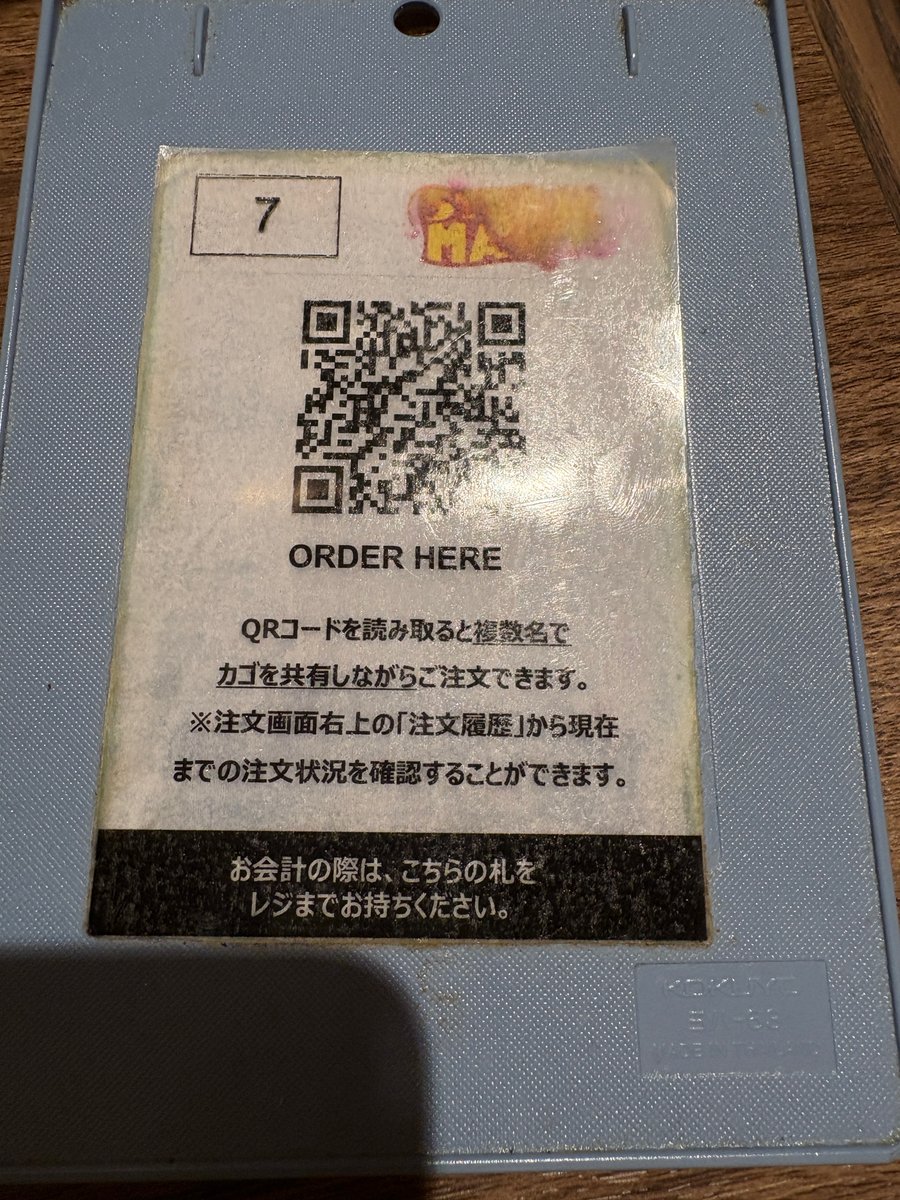 7
MA
ORDER HERE
QRコードを読み取ると複数名で
カゴを共有しながらご注文できます。
※注文画面右上の「注文履歴」から現在
までの注文状況を確認することができます。
お会計の際は、こちらの札を
レジまでお持ちください。
KOKUYO